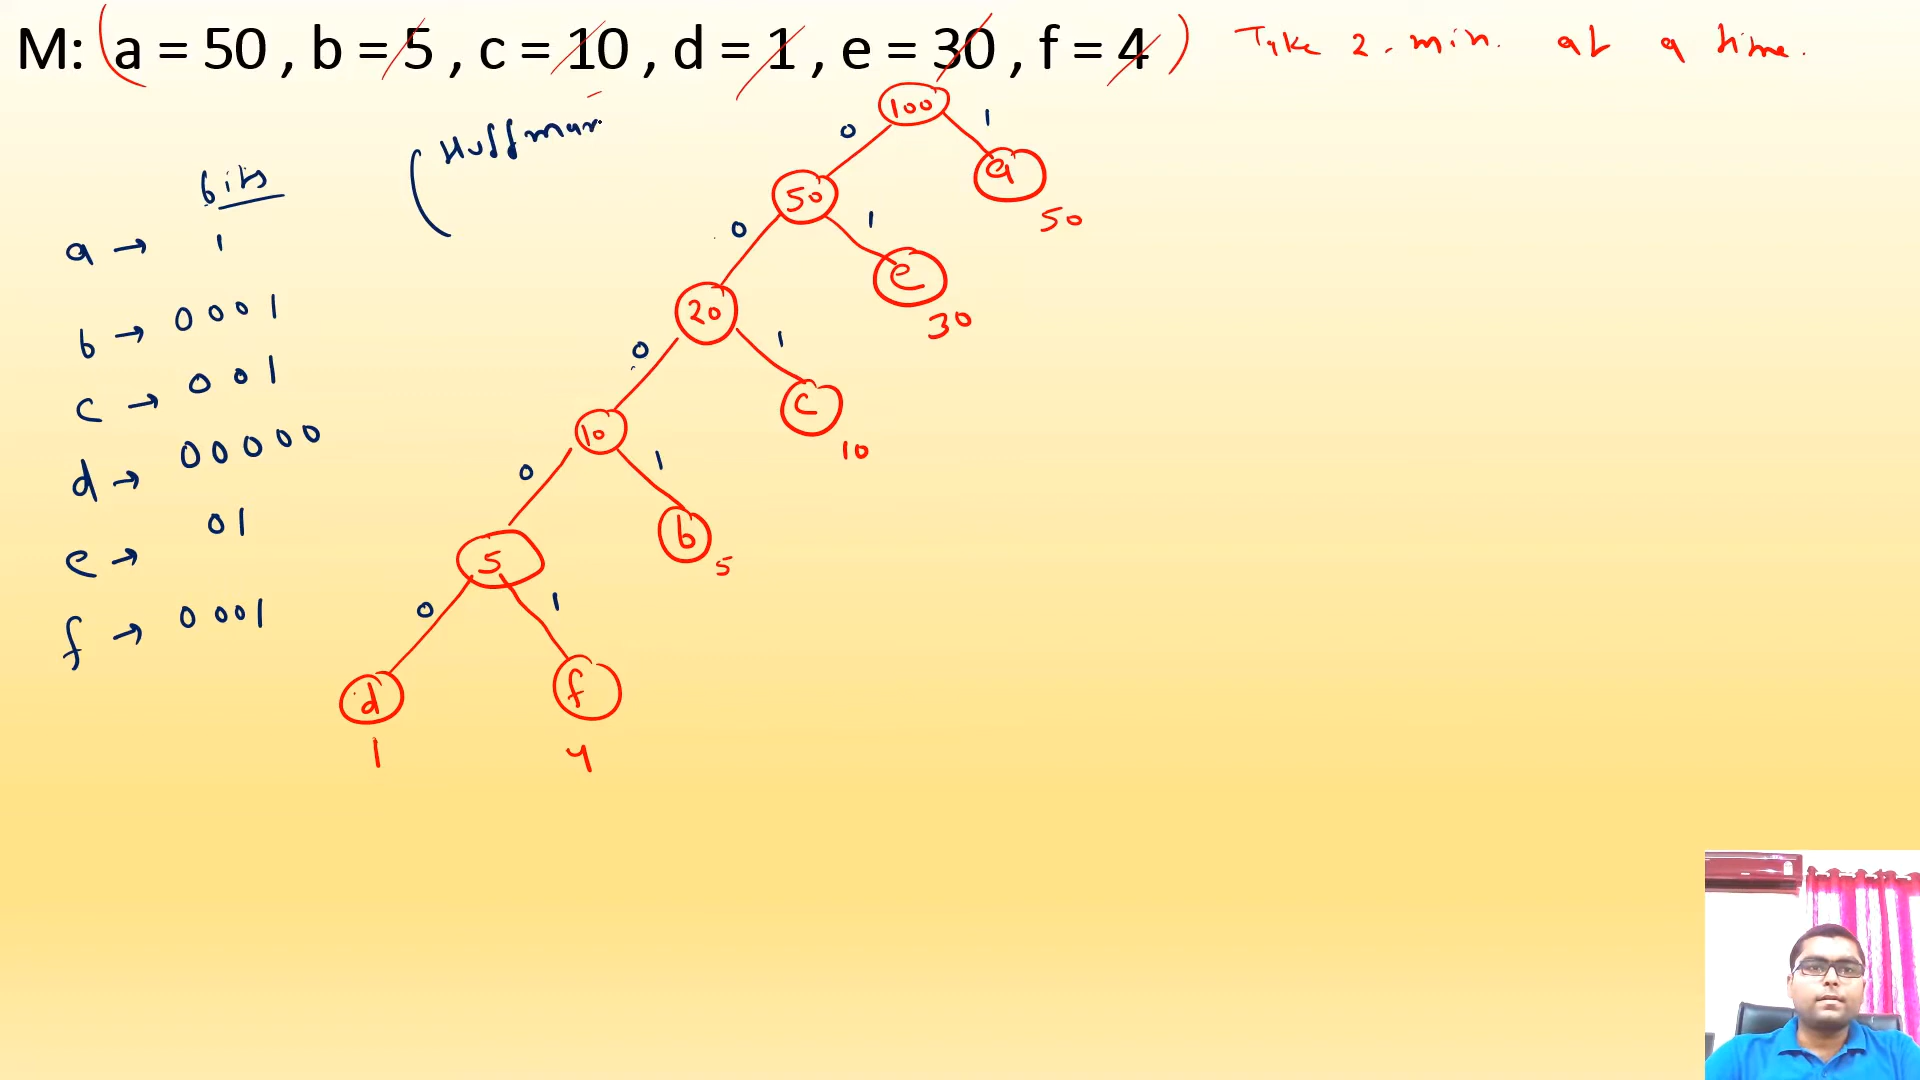 M: (a = 50 , b = 5 , c = 10 , d = 1 , e = 30 , f = 4) Take 2 . min. at a time.
(Huffman
bits
a → 1
b → 0001
c → 001
d → 00000
e → 01
f → 0001
100
0 1
50 a
50
0 1
20 e
30
0 1
10 c
10
0 1
5 b
5
0 1
d f
1 4